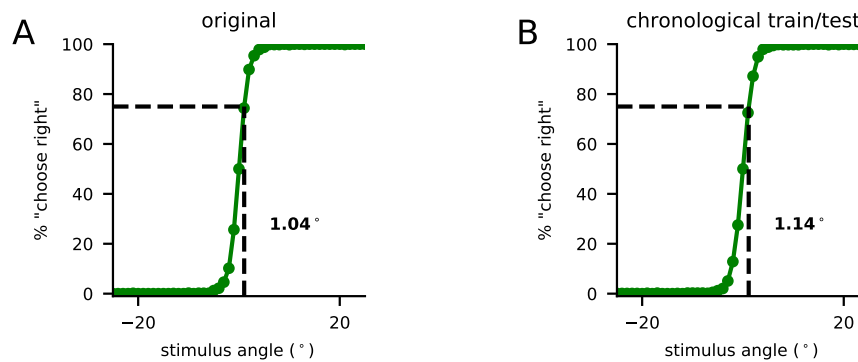 A
original
100
80
60
40
20
0
% "choose right"
1.04°
−20
20
stimulus angle (°)
B
chronological train/test
100
80
60
40
20
0
% "choose right"
1.14°
−20
20
stimulus angle (°)